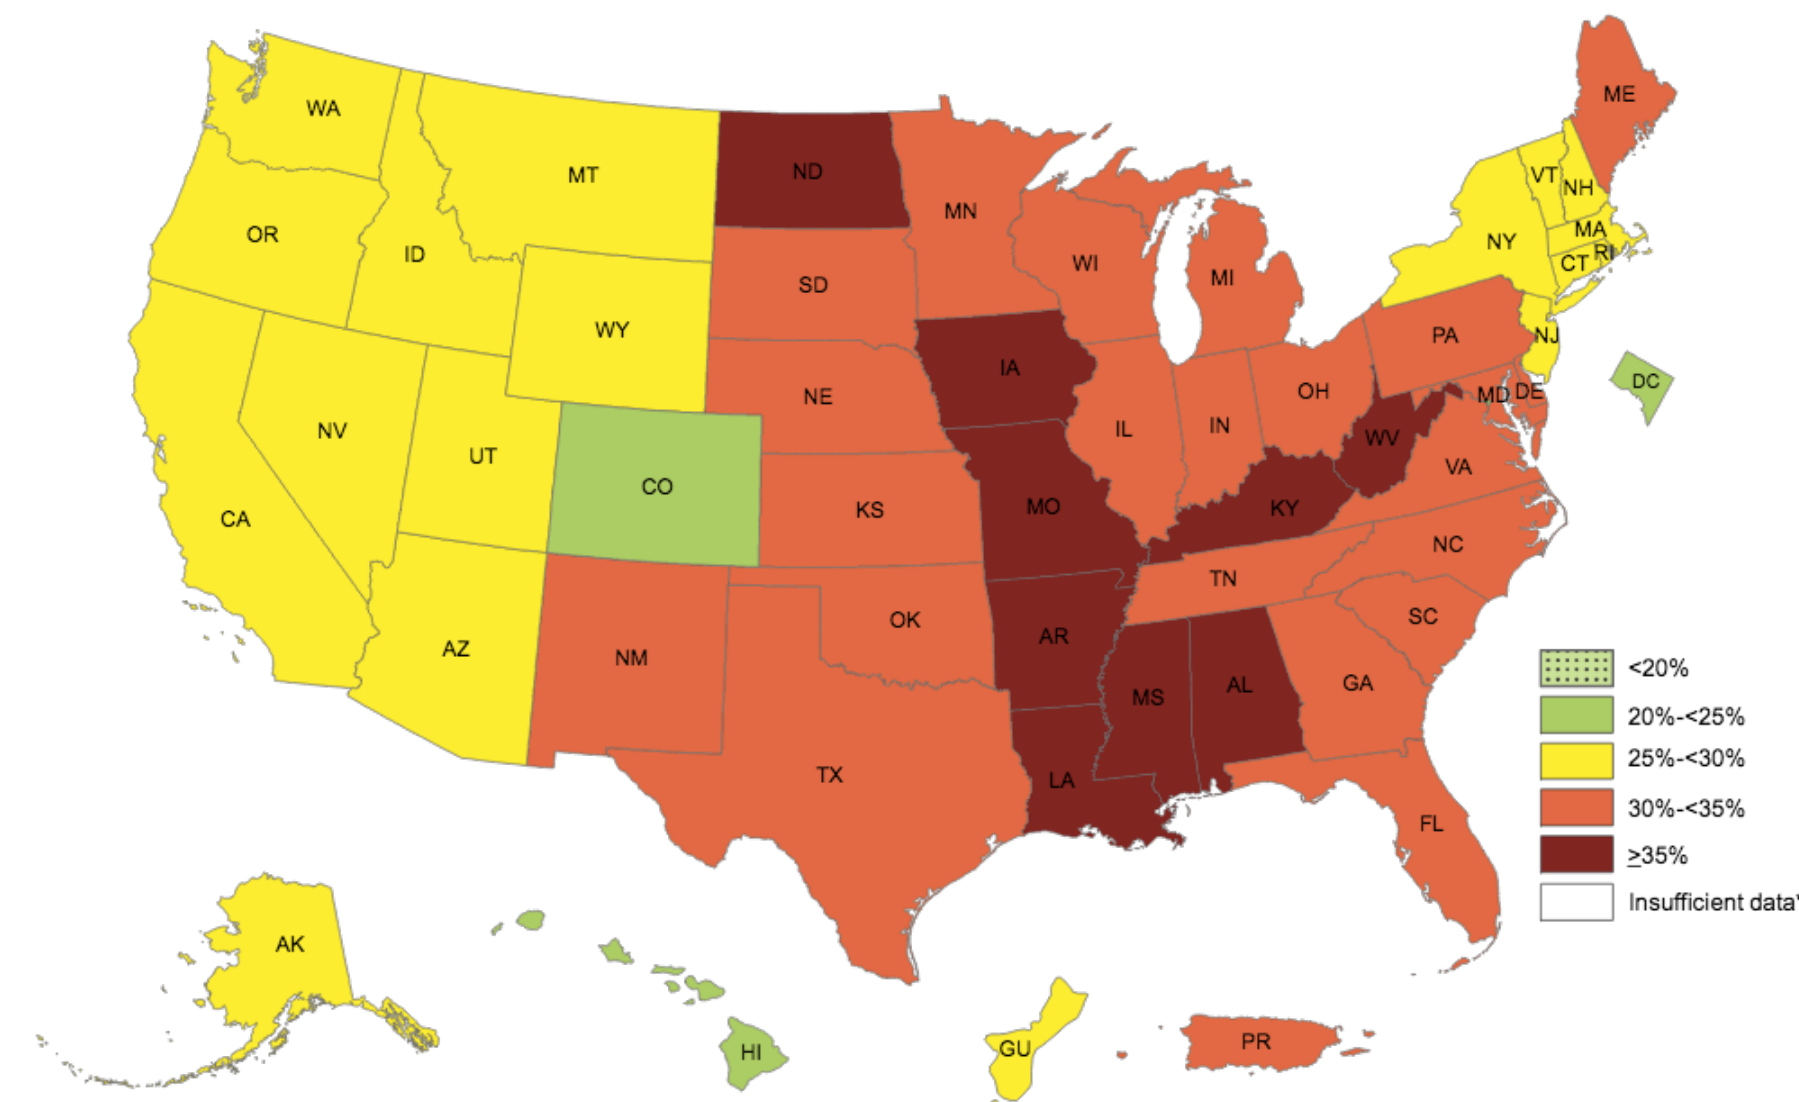 ME
WA
ND
MT
VT
NH
MN
MA
OR
NY
RI
ID
WI
CT
MI
SD
WY
PA
NJ
IA
DC
NE
OH
MD
DE
IL
IN
NV
WV
UT
VA
CO
MO
KS
KY
CA
NC
TN
SC
OK
AR
AZ
NM
<20%
GA
AL
MS
20%-<25%
25%-<30%
TX
LA
30%-<35%
FL
≥35%
Insufficient data*
AK
PR
GU
HI